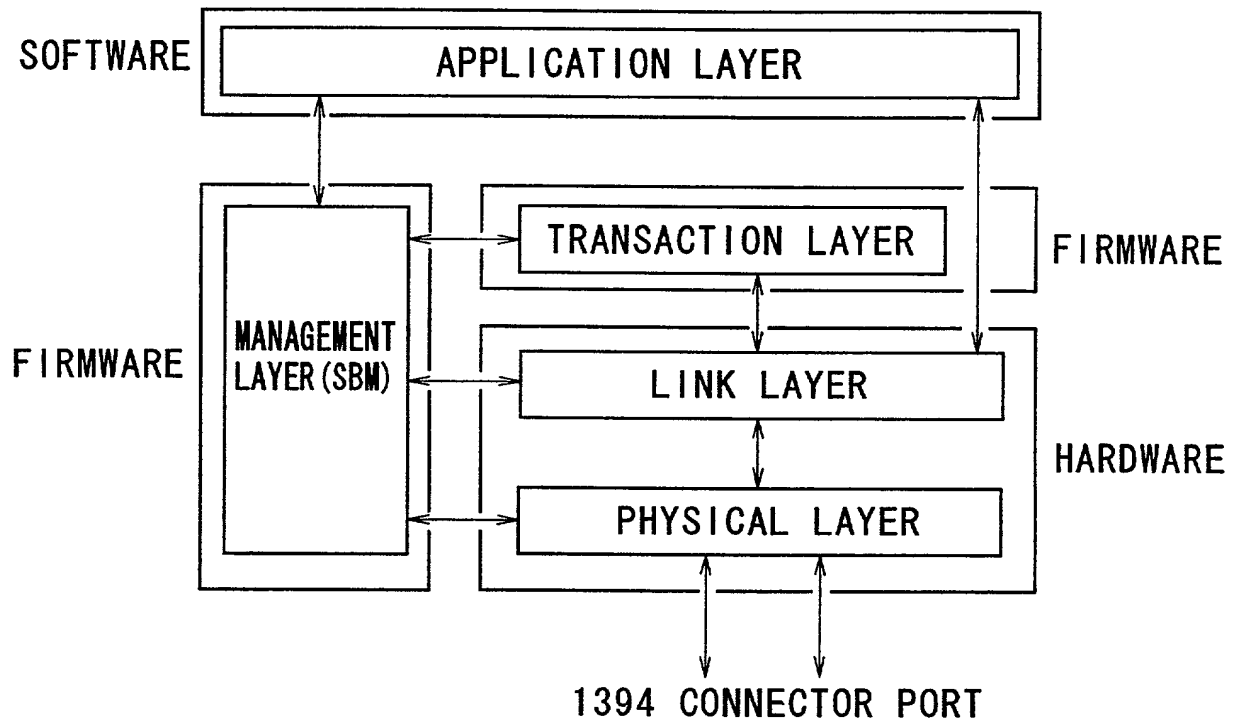 SOFTWARE
APPLICATION LAYER
TRANSACTION LAYER
FIRMWARE
MANAGEMENT
LAYER(SBM)
FIRMWARE
LINK LAYER
HARDWARE
PHYSICAL LAYER
1394 CONNECTOR PORT